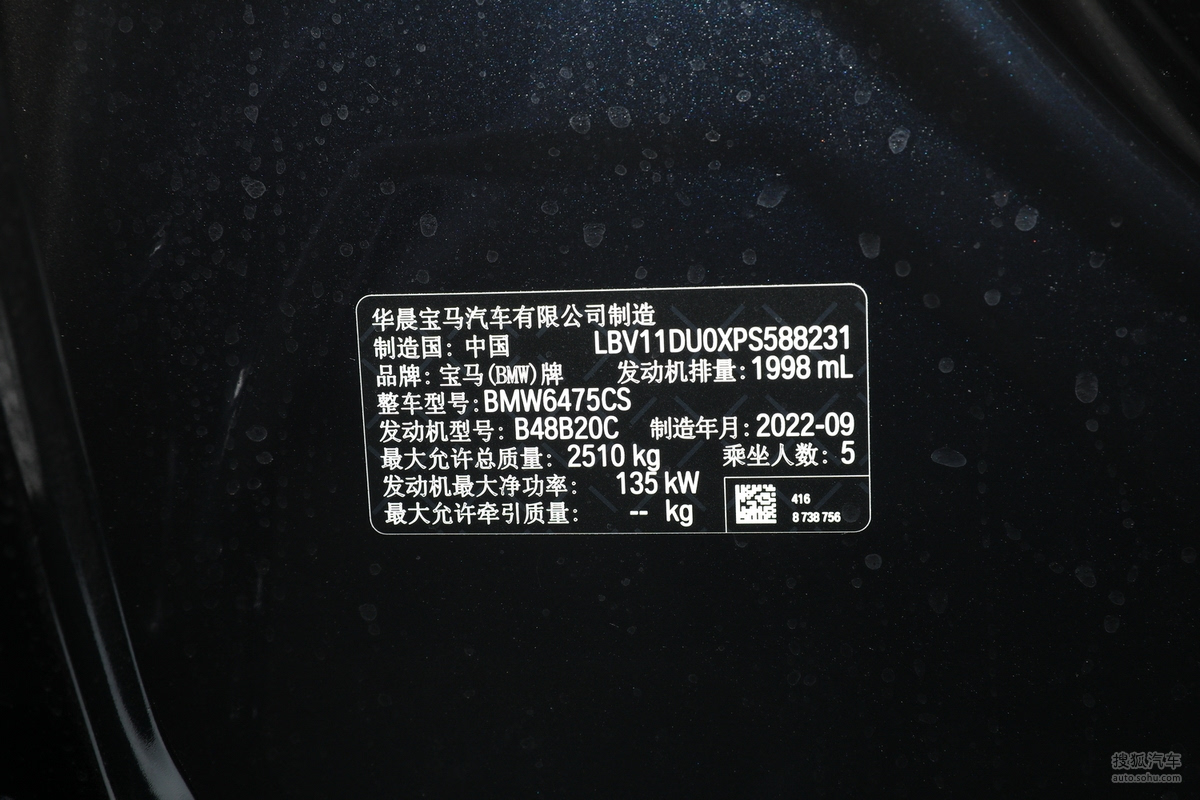 华晨宝马汽车有限公司制造
制造国：中国 LBV11DU0XPS588231
品牌：宝马(BMW)牌 发动机排量：1998 mL
整车型号：BMW6475CS
发动机型号：B48B20C 制造年月：2022-09
最大允许总质量：2510 kg 乘坐人数：5
发动机最大净功率： 135 kW
最大允许牵引质量： -- kg
416
8 738 756
搜狐汽车
auto.sohu.com